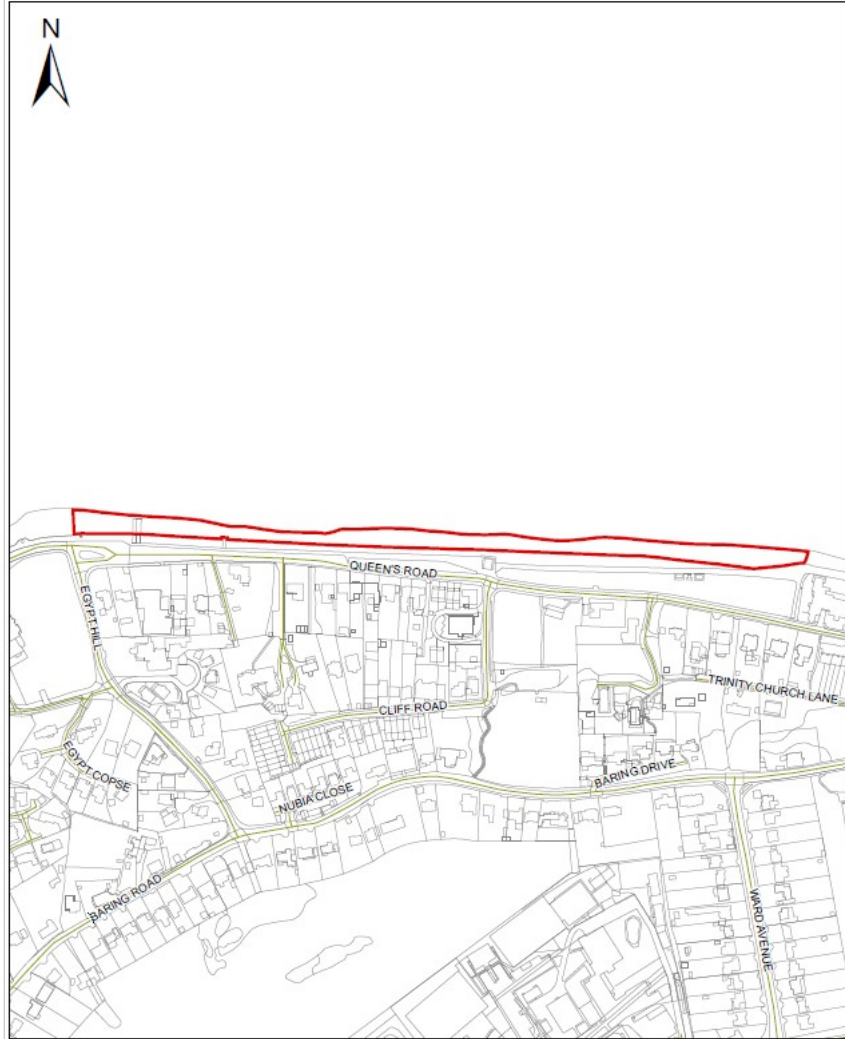 N
QUEEN'S ROAD
EGYPT HILL
TRINITY CHURCH LANE
CLIFF ROAD
EGYPT COPSE
BARING DRIVE
NUBIA CLOSE
BARING ROAD
WARD AVENUE